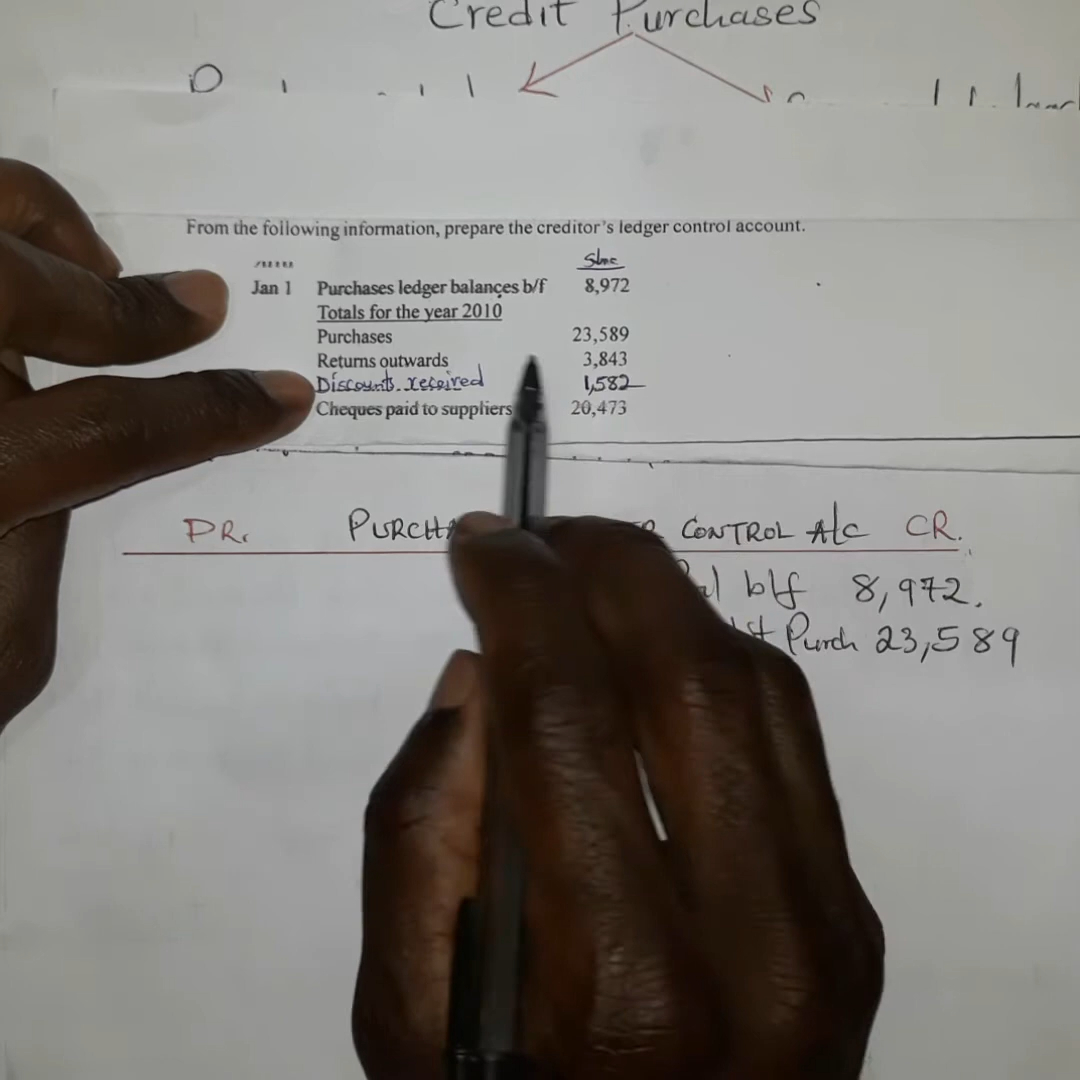 Credit Purchases
From the following information, prepare the creditor's ledger control account.
Jan 1 Purchases ledger balances b/f 8,972
Totals for the year 2010
Purchases 23,589
Returns outwards 3,843
Discounts received 1,582
Cheques paid to suppliers 20,473
DR. CONTROL A/C CR.
b/f 8,972.
Purch 23,589